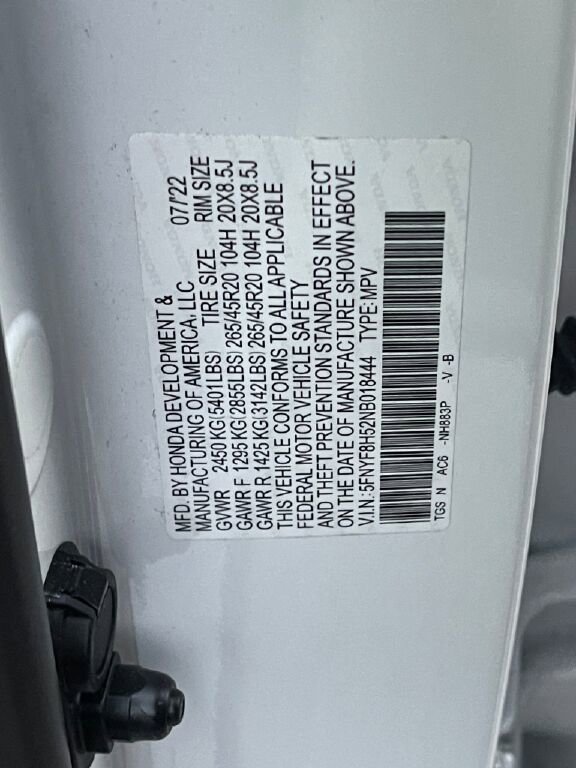 MFD. BY HONDA DEVELOPMENT &
MANUFACTURING OF AMERICA, LLC 07/22
GVWR 2450 KG(5401LBS) TIRE SIZE RIM SIZE
GAWR F 1295 KG(2855LBS) 265/45R20 104H 20X8.5J
GAWR R 1425 KG(3142LBS) 265/45R20 104H 20X8.5J
THIS VEHICLE CONFORMS TO ALL APPLICABLE
FEDERAL MOTOR VEHICLE SAFETY
AND THEFT PREVENTION STANDARDS IN EFFECT
ON THE DATE OF MANUFACTURE SHOWN ABOVE.
V.I.N.: 5FNYF8H52NB018444 TYPE: MPV
TGS N AC6 -NH883P -V -B